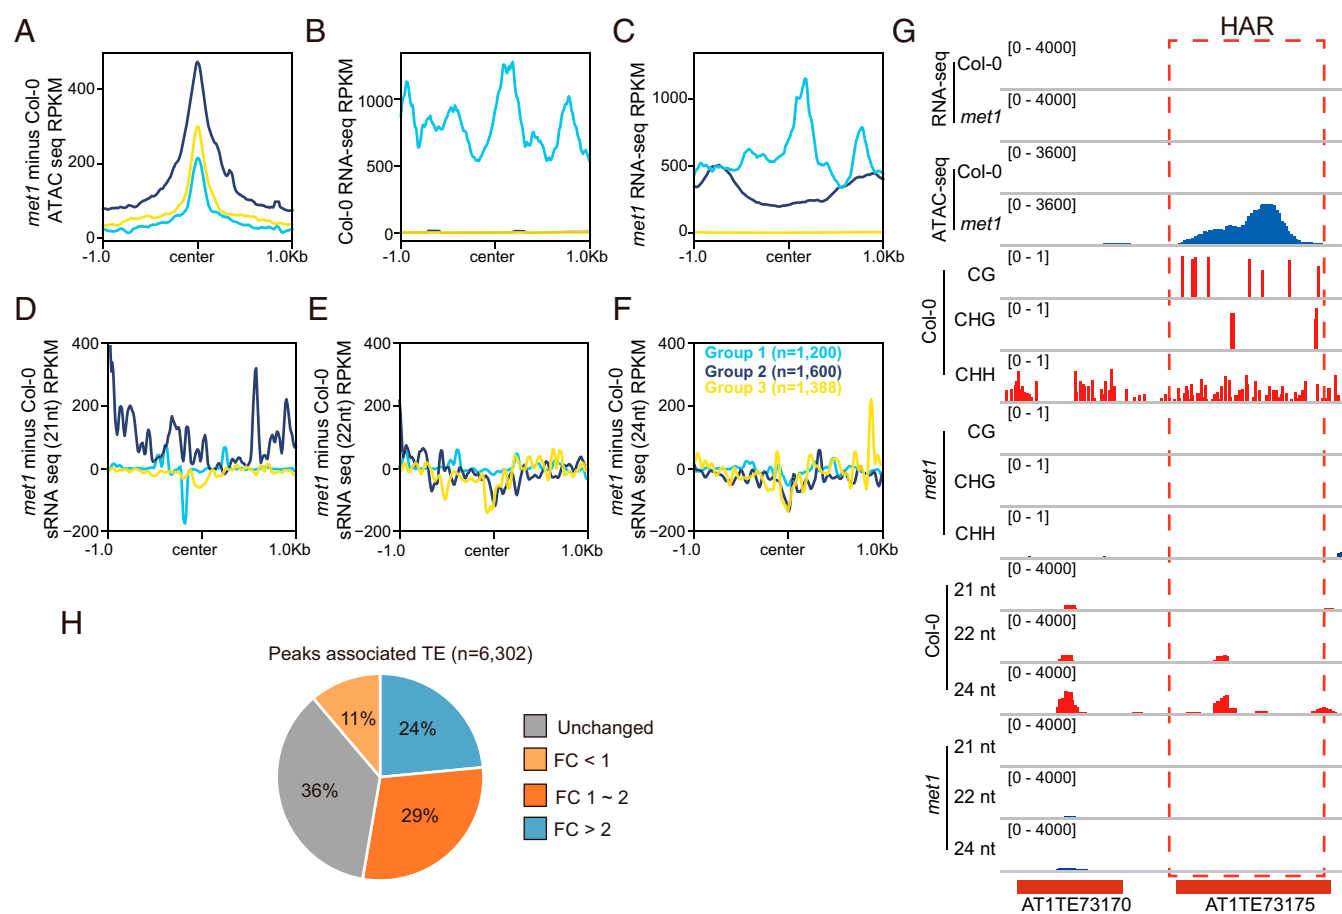 A
met1 minus Col-0
ATAC seq RPKM
400
200
0
-1.0
center
1.0Kb
B
Col-0 RNA-seq RPKM
1000
500
0
-1.0
center
1.0Kb
C
met1 RNA-seq RPKM
1000
500
0
-1.0
center
1.0Kb
D
met1 minus Col-0
sRNA seq (21nt) RPKM
400
200
0
−200
-1.0
center
1.0Kb
E
met1 minus Col-0
sRNA seq (22nt) RPKM
400
200
0
−200
-1.0
center
1.0Kb
F
met1 minus Col-0
sRNA seq (24nt) RPKM
400
200
0
−200
-1.0
center
1.0Kb
Group 1 (n=1,200)
Group 2 (n=1,600)
Group 3 (n=1,388)
G
HAR
RNA-seq
Col-0
[0 - 4000]
met1
[0 - 4000]
ATAC-seq
Col-0
[0 - 3600]
met1
[0 - 3600]
Col-0
CG
[0 - 1]
CHG
[0 - 1]
CHH
[0 - 1]
met1
CG
[0 - 1]
CHG
[0 - 1]
CHH
[0 - 1]
Col-0
21 nt
[0 - 4000]
22 nt
[0 - 4000]
24 nt
[0 - 4000]
met1
21 nt
[0 - 4000]
22 nt
[0 - 4000]
24 nt
[0 - 4000]
AT1TE73170
AT1TE73175
H
Peaks associated TE (n=6,302)
11%
24%
36%
29%
Unchanged
FC < 1
FC 1 ~ 2
FC > 2